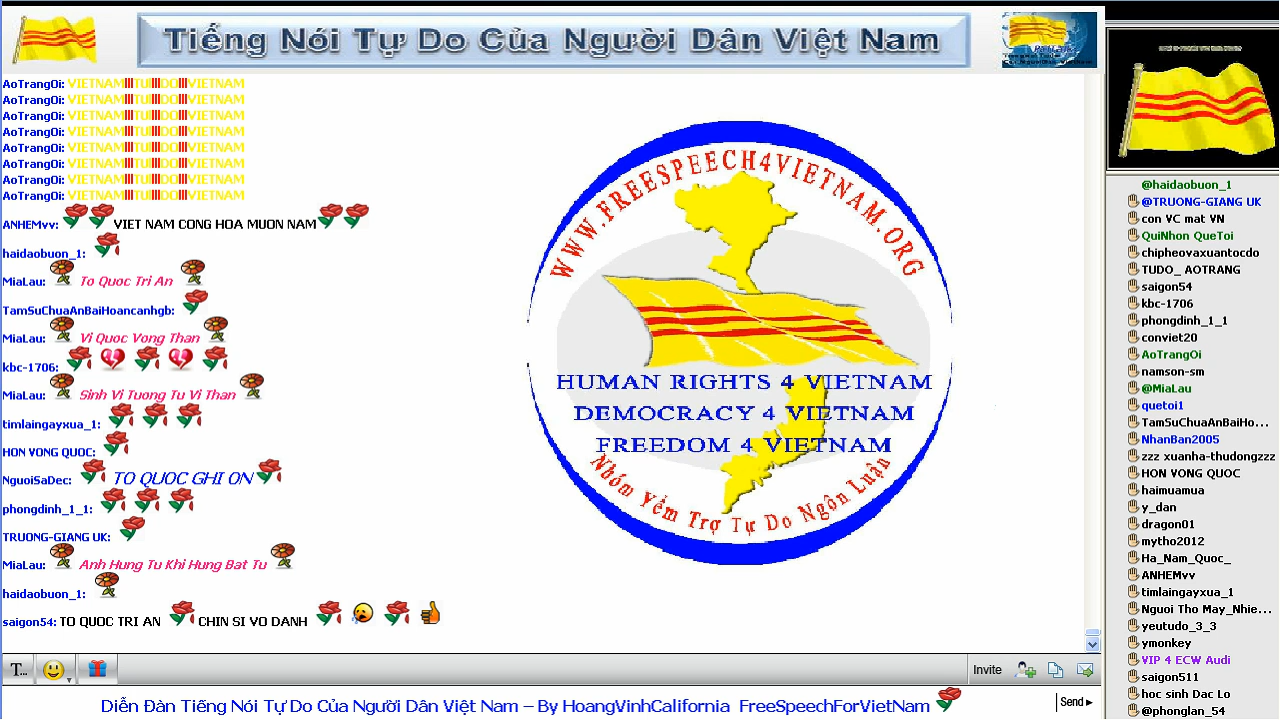 Tiếng Nói Tự Do Của Người Dân Việt Nam
AoTrangOi: VIETNAM|||TU|||DO|||VIETNAM
AoTrangOi: VIETNAM|||TU|||DO|||VIETNAM
AoTrangOi: VIETNAM|||TU|||DO|||VIETNAM
AoTrangOi: VIETNAM|||TU|||DO|||VIETNAM
AoTrangOi: VIETNAM|||TU|||DO|||VIETNAM
AoTrangOi: VIETNAM|||TU|||DO|||VIETNAM
AoTrangOi: VIETNAM|||TU|||DO|||VIETNAM
AoTrangOi: VIETNAM|||TU|||DO|||VIETNAM
ANHEMvv: VIET NAM CONG HOA MUON NAM
haidaobuon_1:
MiaLau: To Quoc Tri An
TamSuChuaAnBaiHoancanhgb:
MiaLau: Vi Quoc Vong Than
kbc-1706:
MiaLau: Sinh Vi Tuong Tu Vi Than
timlaingayxua_1:
HON VONG QUOC:
NguoiSaDec: TO QUOC GHI ON
phongdinh_1_1:
TRUONG-GIANG UK:
MiaLau: Anh Hung Tu Khi Hung Bat Tu
haidaobuon_1:
saigon54: TO QUOC TRI AN CHIN SI VO DANH
WWW.FREESPEECH4VIETNAM.ORG
HUMAN RIGHTS 4 VIETNAM
DEMOCRACY 4 VIETNAM
FREEDOM 4 VIETNAM
Nhóm Yểm Trợ Tự Do Ngôn Luận
T...
Invite
Diễn Đàn Tiếng Nói Tự Do Của Người Dân Việt Nam – By HoangVinhCalifornia FreeSpeechForVietNam
Send
@haidaobuon_1
@TRUONG-GIANG UK
con VC mat VN
QuiNhon QueToi
chipheovaxuantocdo
TUDO_ AOTRANG
saigon54
kbc-1706
phongdinh_1_1
conviet20
AoTrangOi
namson-sm
@MiaLau
quetoi1
TamSuChuaAnBaiHo...
NhanBan2005
zzz xuanha-thudongzzz
HON VONG QUOC
haimuamua
y_dan
dragon01
mytho2012
Ha_Nam_Quoc_
ANHEMvv
timlaingayxua_1
Nguoi Tho May_Nhie...
yeutudo_3_3
ymonkey
VIP 4 ECW Audi
saigon511
hoc sinh Dac Lo
@phonglan_54